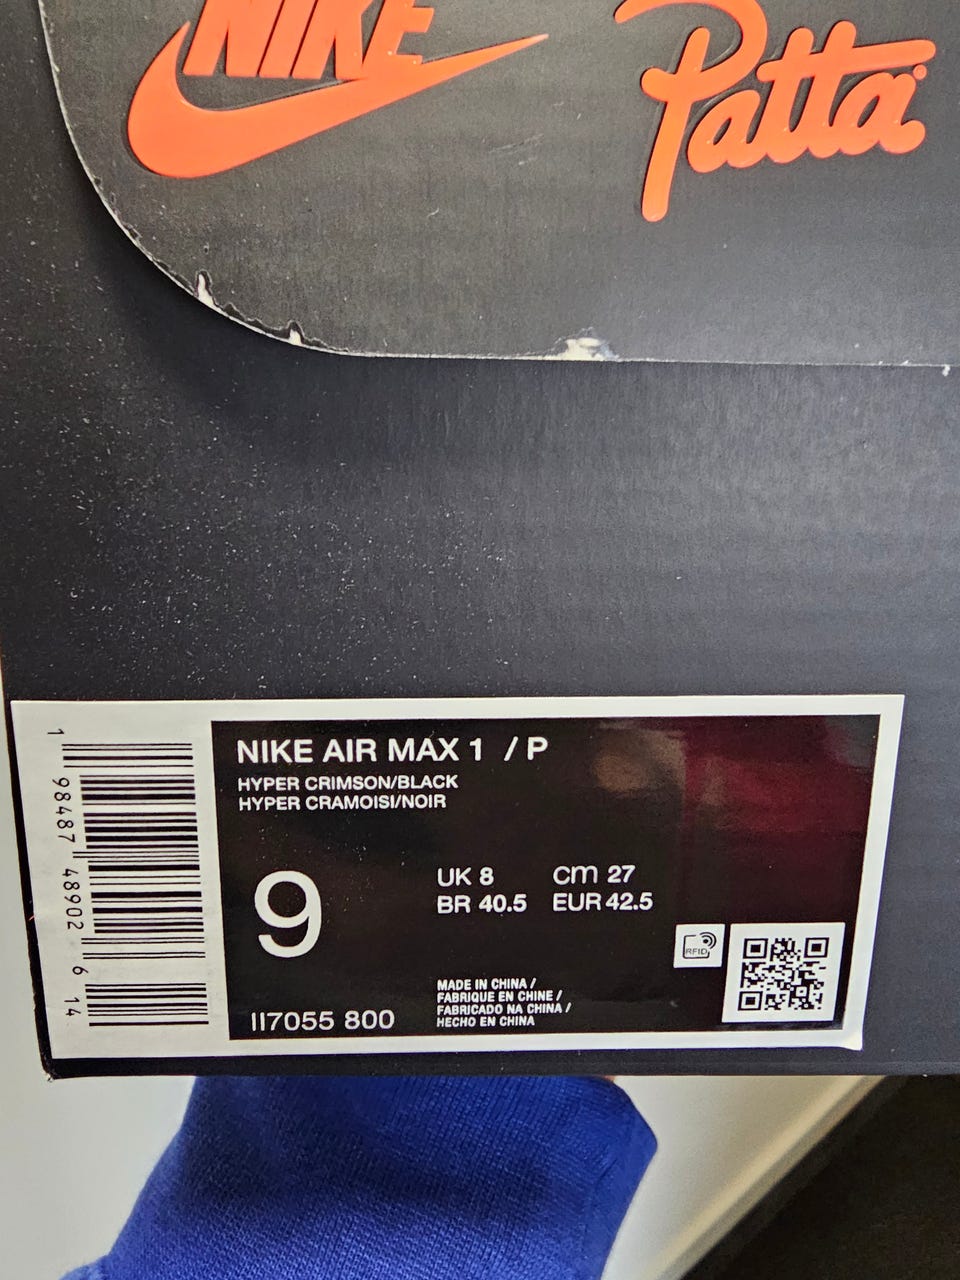 NIKE
Patta
NIKE AIR MAX 1 / P
HYPER CRIMSON/BLACK
HYPER CRAMOISI/NOIR
9
UK 8 CM 27
BR 40.5 EUR 42.5
RFID
MADE IN CHINA /
FABRIQUE EN CHINE /
FABRICADO NA CHINA /
HECHO EN CHINA
II7055 800
1 98487 48902 6 14